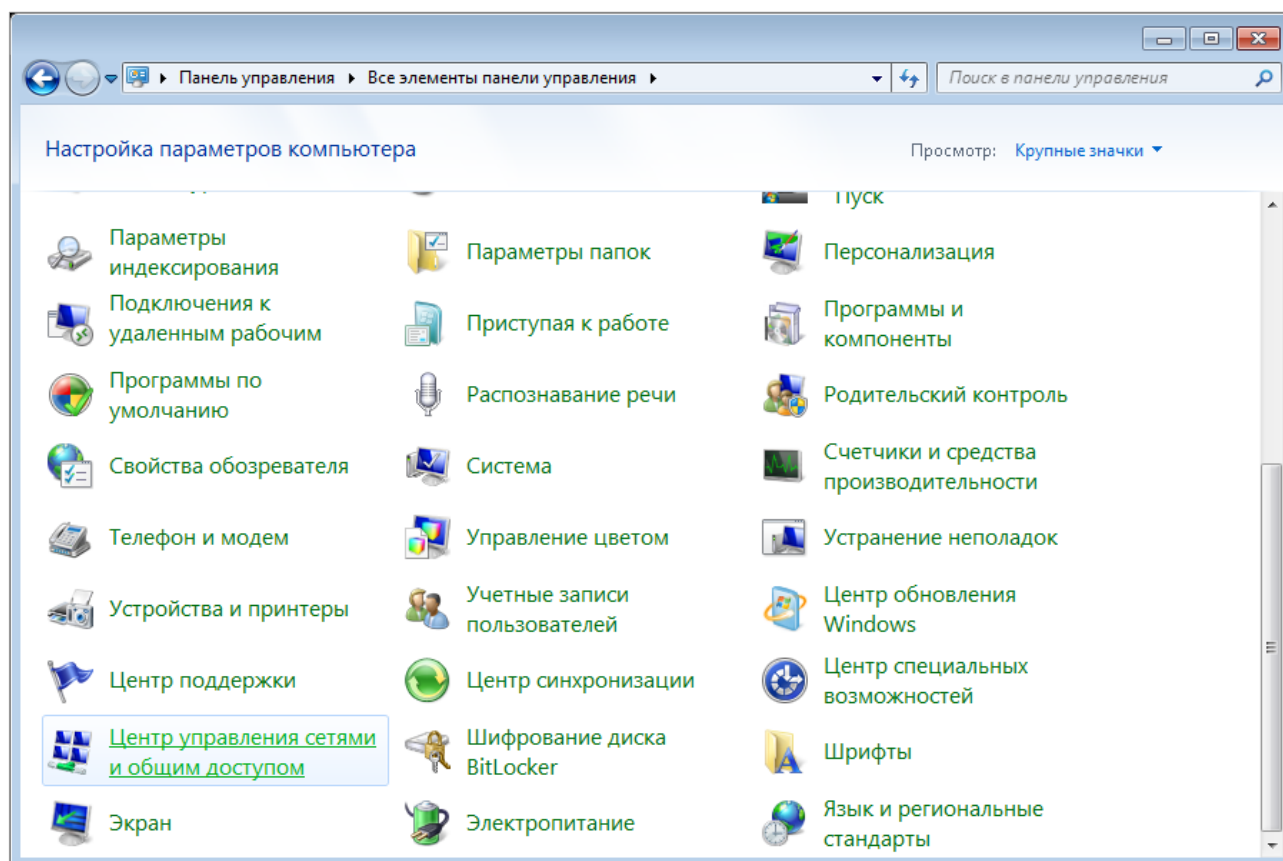 Панель управления ▸ Все элементы панели управления ▸
Поиск в панели управления
Настройка параметров компьютера
Просмотр: Крупные значки
Пуск
Параметры
индексирования
Параметры папок
Персонализация
Подключения к
удаленным рабочим
Приступая к работе
Программы и
компоненты
Программы по
умолчанию
Распознавание речи
Родительский контроль
Свойства обозревателя
Система
Счетчики и средства
производительности
Телефон и модем
Управление цветом
Устранение неполадок
Устройства и принтеры
Учетные записи
пользователей
Центр обновления
Windows
Центр поддержки
Центр синхронизации
Центр специальных
возможностей
Центр управления сетями
и общим доступом
Шифрование диска
BitLocker
Шрифты
Экран
Электропитание
Язык и региональные
стандарты